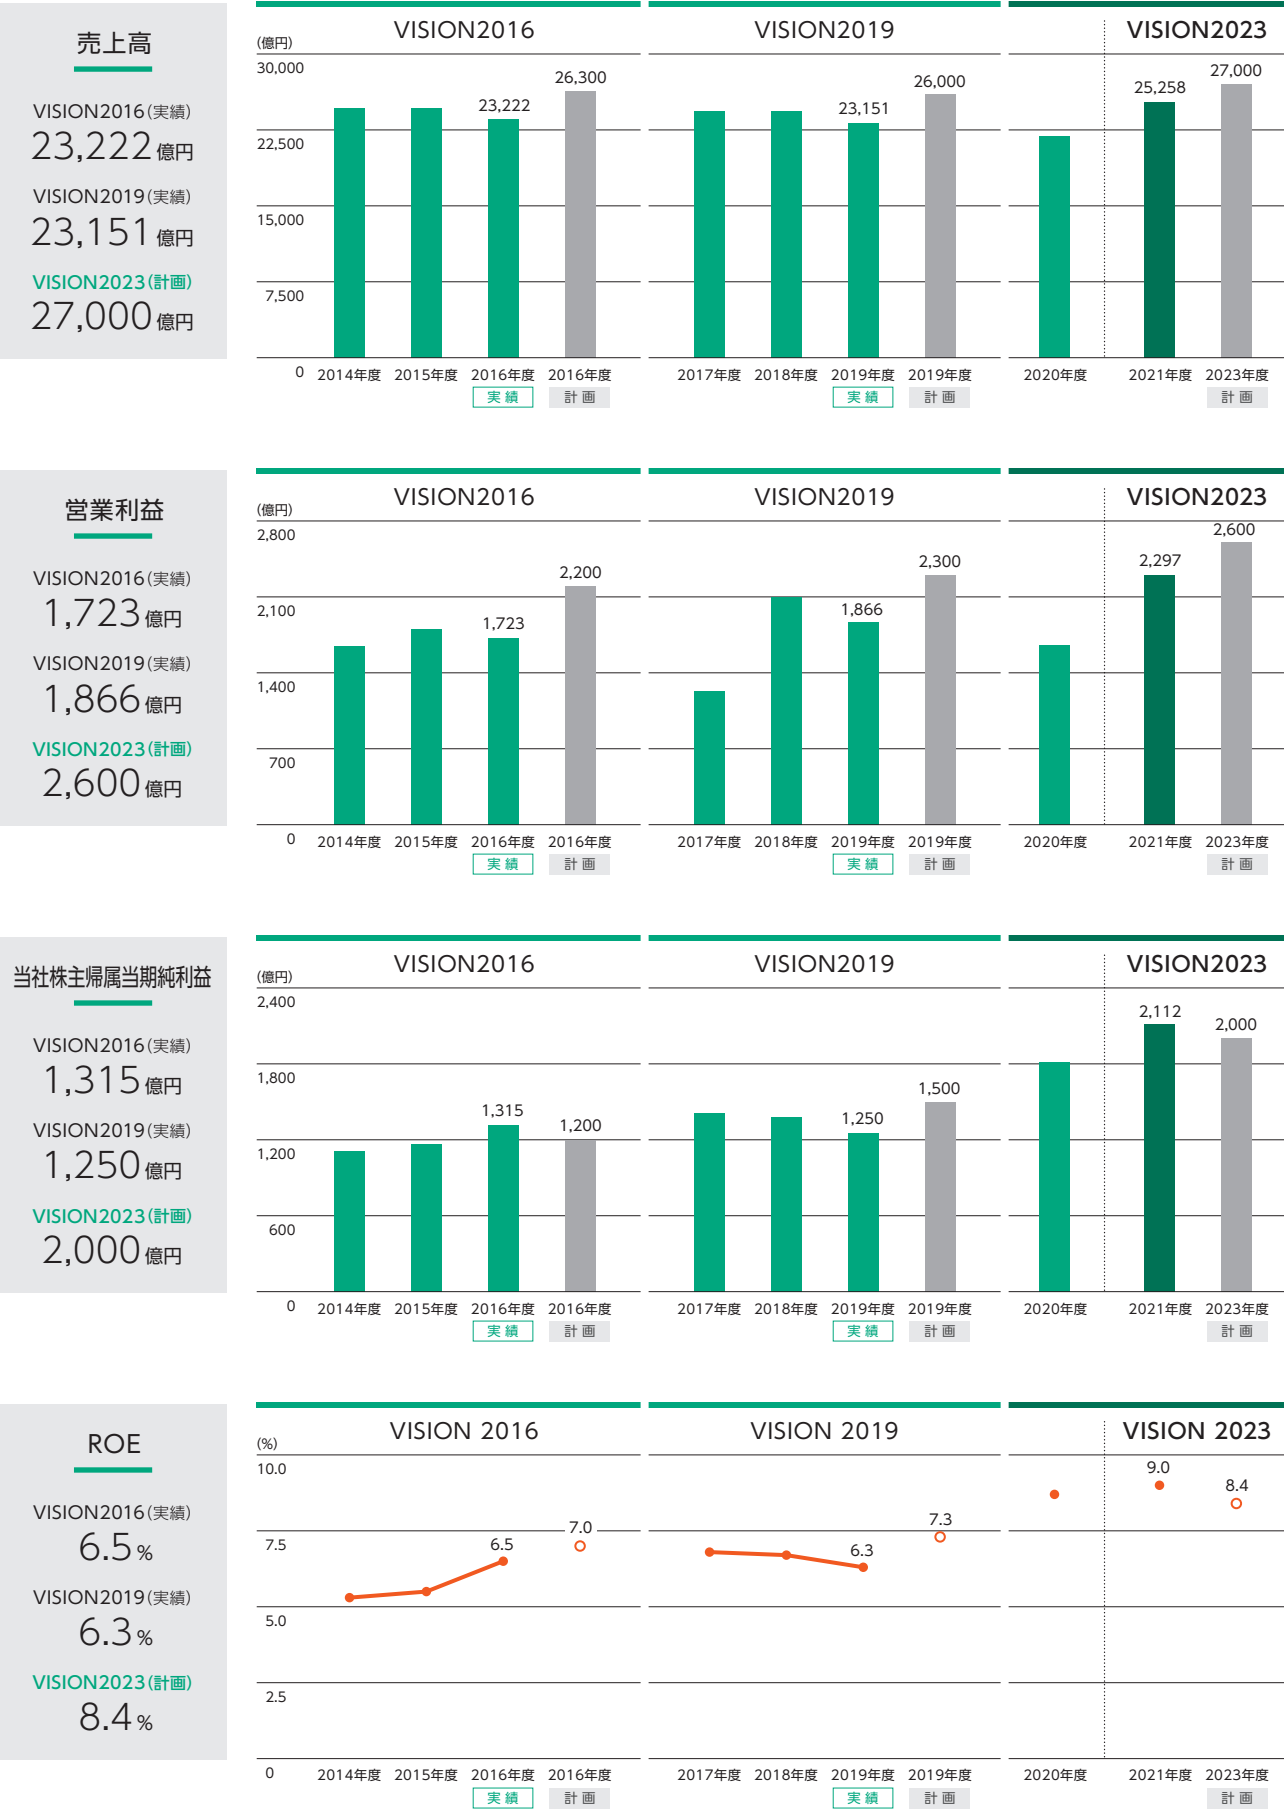 売上高
VISION2016(実績)
23,222億円
VISION2019(実績)
23,151億円
VISION2023(計画)
27,000億円
VISION2016
VISION2019
VISION2023
(億円)
30,000
22,500
15,000
7,500
0
23,222
26,300
23,151
26,000
25,258
27,000
2014年度 2015年度 2016年度 2016年度 2017年度 2018年度 2019年度 2019年度 2020年度 2021年度 2023年度
実績 計画 実績 計画 計画
営業利益
VISION2016(実績)
1,723億円
VISION2019(実績)
1,866億円
VISION2023(計画)
2,600億円
VISION2016
VISION2019
VISION2023
(億円)
2,800
2,100
1,400
700
0
1,723
2,200
1,866
2,300
2,297
2,600
2014年度 2015年度 2016年度 2016年度 2017年度 2018年度 2019年度 2019年度 2020年度 2021年度 2023年度
実績 計画 実績 計画 計画
当社株主帰属当期純利益
VISION2016(実績)
1,315億円
VISION2019(実績)
1,250億円
VISION2023(計画)
2,000億円
VISION2016
VISION2019
VISION2023
(億円)
2,400
1,800
1,200
600
0
1,315
1,200
1,250
1,500
2,112
2,000
2014年度 2015年度 2016年度 2016年度 2017年度 2018年度 2019年度 2019年度 2020年度 2021年度 2023年度
実績 計画 実績 計画 計画
ROE
VISION2016(実績)
6.5%
VISION2019(実績)
6.3%
VISION2023(計画)
8.4%
VISION 2016
VISION 2019
VISION 2023
(%)
10.0
7.5
5.0
2.5
0
6.5
7.0
6.3
7.3
9.0
8.4
2014年度 2015年度 2016年度 2016年度 2017年度 2018年度 2019年度 2019年度 2020年度 2021年度 2023年度
実績 計画 実績 計画 計画